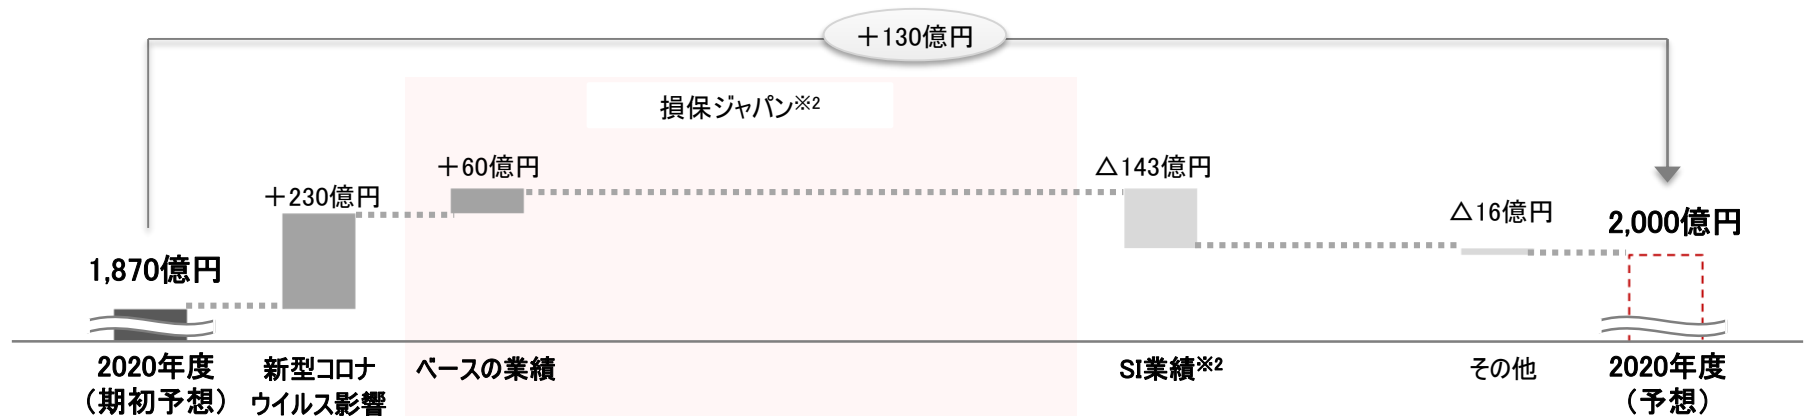 ＋130億円
損保ジャパン※2
＋60億円
△143億円
＋230億円
△16億円
2,000億円
1,870億円
2020年度
（期初予想）
新型コロナ
ウイルス影響
ベースの業績
SI業績※2
その他
2020年度
（予想）